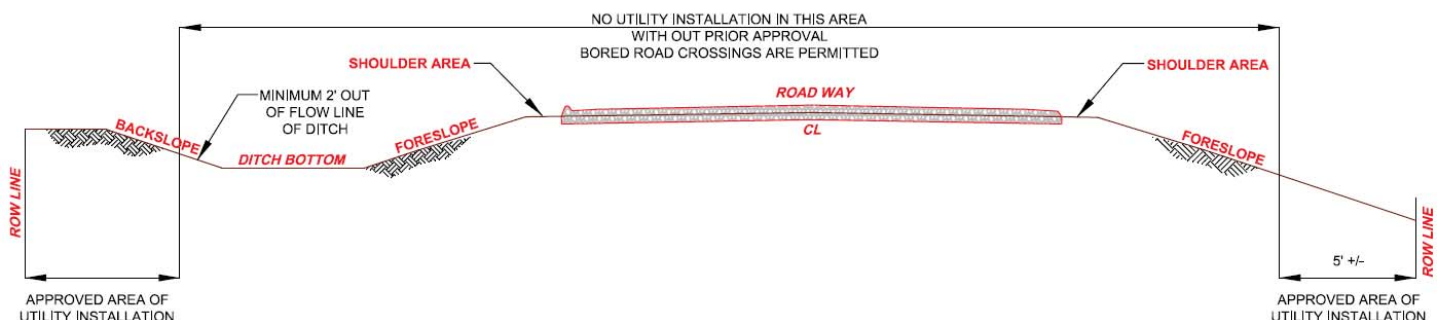 NO UTILITY INSTALLATION IN THIS AREA
WITH OUT PRIOR APPROVAL
BORED ROAD CROSSINGS ARE PERMITTED
SHOULDER AREA
SHOULDER AREA
MINIMUM 2' OUT
OF FLOW LINE
OF DITCH
ROAD WAY
CL
BACKSLOPE
DITCH BOTTOM
FORESLOPE
FORESLOPE
ROW LINE
ROW LINE
5' +/-
APPROVED AREA OF
UTILITY INSTALLATION
APPROVED AREA OF
UTILITY INSTALLATION